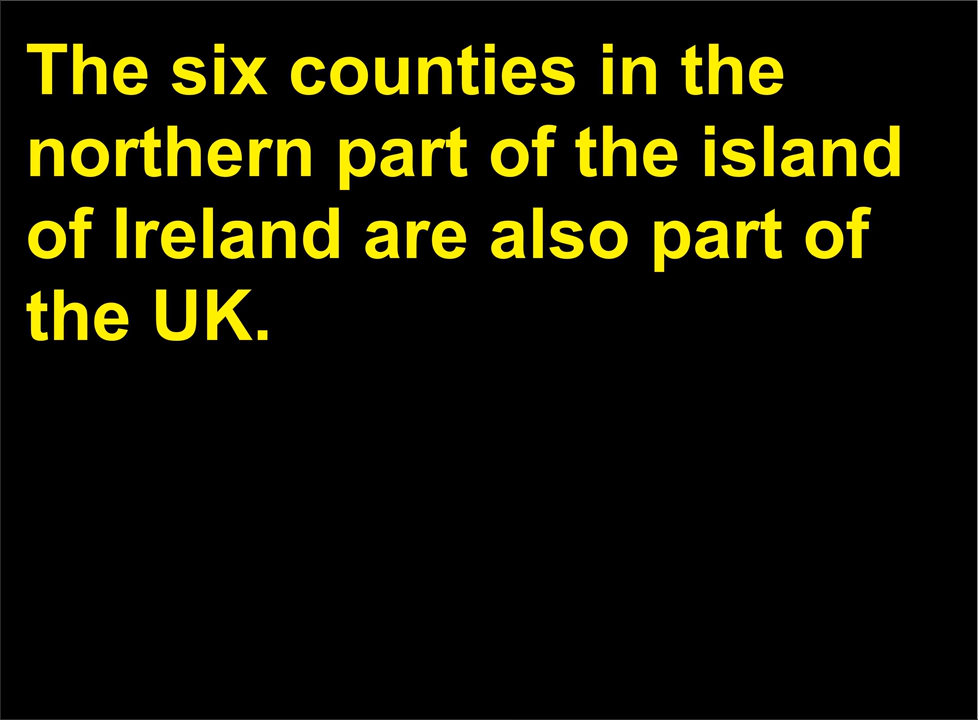 The six counties in the
northern part of the island
of Ireland are also part of
the UK.